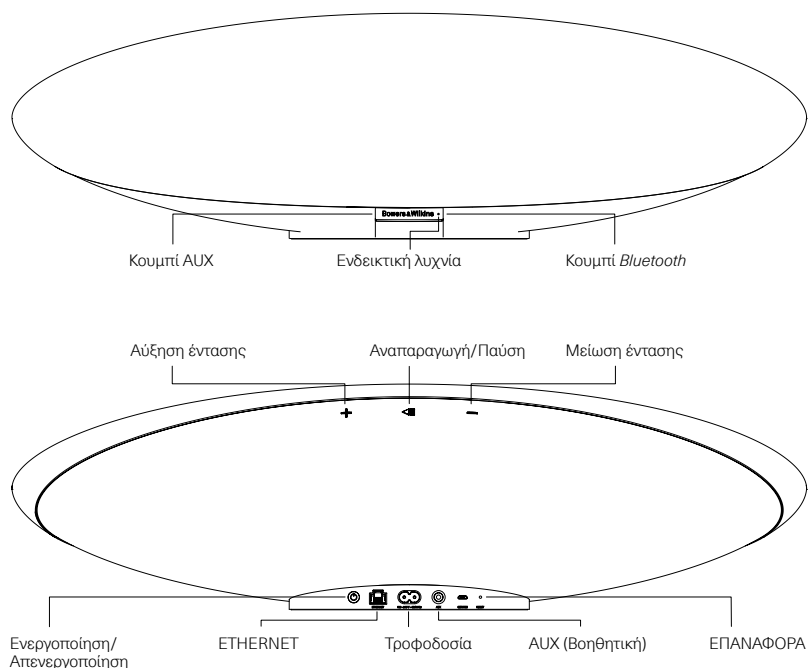 Bowers & Wilkins
Κουμπί AUX
Ενδεικτική λυχνία
Κουμπί Bluetooth
Αύξηση έντασης
Αναπαραγωγή/Παύση
Μείωση έντασης
Ενεργοποίηση/
Απενεργοποίηση
ETHERNET
Τροφοδοσία
AUX (Βοηθητική)
ΕΠΑΝΑΦΟΡΑ